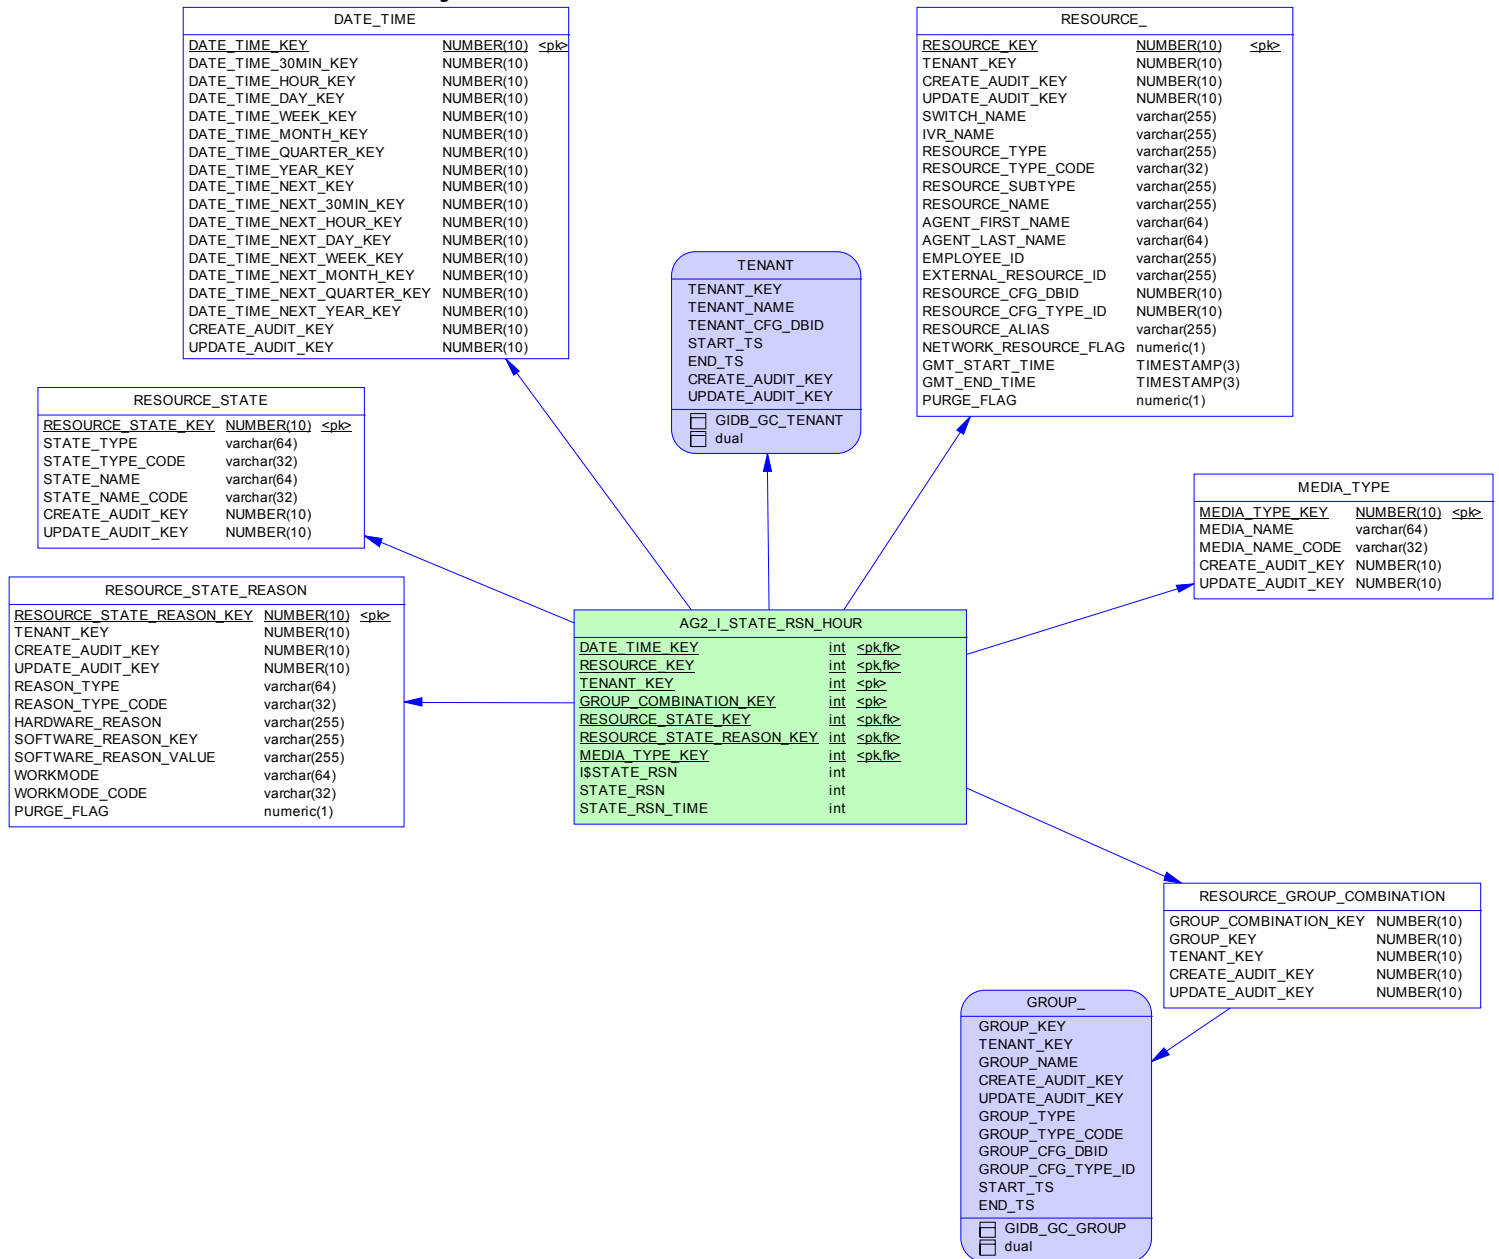 DATE_TIME
DATE_TIME_KEY NUMBER(10) <pk>
DATE_TIME_30MIN_KEY NUMBER(10)
DATE_TIME_HOUR_KEY NUMBER(10)
DATE_TIME_DAY_KEY NUMBER(10)
DATE_TIME_WEEK_KEY NUMBER(10)
DATE_TIME_MONTH_KEY NUMBER(10)
DATE_TIME_QUARTER_KEY NUMBER(10)
DATE_TIME_YEAR_KEY NUMBER(10)
DATE_TIME_NEXT_KEY NUMBER(10)
DATE_TIME_NEXT_30MIN_KEY NUMBER(10)
DATE_TIME_NEXT_HOUR_KEY NUMBER(10)
DATE_TIME_NEXT_DAY_KEY NUMBER(10)
DATE_TIME_NEXT_WEEK_KEY NUMBER(10)
DATE_TIME_NEXT_MONTH_KEY NUMBER(10)
DATE_TIME_NEXT_QUARTER_KEY NUMBER(10)
DATE_TIME_NEXT_YEAR_KEY NUMBER(10)
CREATE_AUDIT_KEY NUMBER(10)
UPDATE_AUDIT_KEY NUMBER(10)
RESOURCE_
RESOURCE_KEY NUMBER(10) <pk>
TENANT_KEY NUMBER(10)
CREATE_AUDIT_KEY NUMBER(10)
UPDATE_AUDIT_KEY NUMBER(10)
SWITCH_NAME varchar(255)
IVR_NAME varchar(255)
RESOURCE_TYPE varchar(255)
RESOURCE_TYPE_CODE varchar(32)
RESOURCE_SUBTYPE varchar(255)
RESOURCE_NAME varchar(255)
AGENT_FIRST_NAME varchar(64)
AGENT_LAST_NAME varchar(64)
EMPLOYEE_ID varchar(255)
EXTERNAL_RESOURCE_ID varchar(255)
RESOURCE_CFG_DBID NUMBER(10)
RESOURCE_CFG_TYPE_ID NUMBER(10)
RESOURCE_ALIAS varchar(255)
NETWORK_RESOURCE_FLAG numeric(1)
GMT_START_TIME TIMESTAMP(3)
GMT_END_TIME TIMESTAMP(3)
PURGE_FLAG numeric(1)
TENANT
TENANT_KEY
TENANT_NAME
TENANT_CFG_DBID
START_TS
END_TS
CREATE_AUDIT_KEY
UPDATE_AUDIT_KEY
GIDB_GC_TENANT
dual
RESOURCE_STATE
RESOURCE_STATE_KEY NUMBER(10) <pk>
STATE_TYPE varchar(64)
STATE_TYPE_CODE varchar(32)
STATE_NAME varchar(64)
STATE_NAME_CODE varchar(32)
CREATE_AUDIT_KEY NUMBER(10)
UPDATE_AUDIT_KEY NUMBER(10)
MEDIA_TYPE
MEDIA_TYPE_KEY NUMBER(10) <pk>
MEDIA_NAME varchar(64)
MEDIA_NAME_CODE varchar(32)
CREATE_AUDIT_KEY NUMBER(10)
UPDATE_AUDIT_KEY NUMBER(10)
RESOURCE_STATE_REASON
RESOURCE_STATE_REASON_KEY NUMBER(10) <pk>
TENANT_KEY NUMBER(10)
CREATE_AUDIT_KEY NUMBER(10)
UPDATE_AUDIT_KEY NUMBER(10)
REASON_TYPE varchar(64)
REASON_TYPE_CODE varchar(32)
HARDWARE_REASON varchar(255)
SOFTWARE_REASON_KEY varchar(255)
SOFTWARE_REASON_VALUE varchar(255)
WORKMODE varchar(64)
WORKMODE_CODE varchar(32)
PURGE_FLAG numeric(1)
AG2_I_STATE_RSN_HOUR
DATE_TIME_KEY int <pk,fk>
RESOURCE_KEY int <pk,fk>
TENANT_KEY int <pk>
GROUP_COMBINATION_KEY int <pk>
RESOURCE_STATE_KEY int <pk,fk>
RESOURCE_STATE_REASON_KEY int <pk,fk>
MEDIA_TYPE_KEY int <pk,fk>
I$STATE_RSN int
STATE_RSN int
STATE_RSN_TIME int
RESOURCE_GROUP_COMBINATION
GROUP_COMBINATION_KEY NUMBER(10)
GROUP_KEY NUMBER(10)
TENANT_KEY NUMBER(10)
CREATE_AUDIT_KEY NUMBER(10)
UPDATE_AUDIT_KEY NUMBER(10)
GROUP_
GROUP_KEY
TENANT_KEY
GROUP_NAME
CREATE_AUDIT_KEY
UPDATE_AUDIT_KEY
GROUP_TYPE
GROUP_TYPE_CODE
GROUP_CFG_DBID
GROUP_CFG_TYPE_ID
START_TS
END_TS
GIDB_GC_GROUP
dual